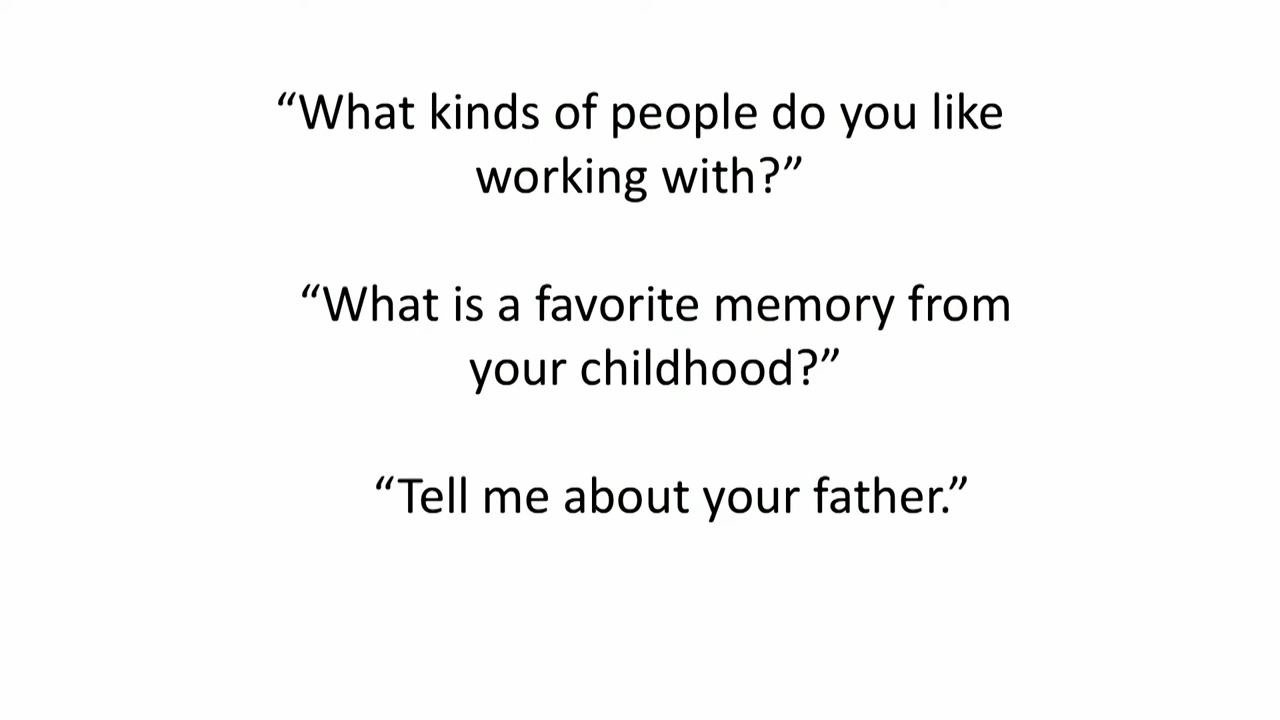 “What kinds of people do you like
working with?”
“What is a favorite memory from
your childhood?”
“Tell me about your father.”